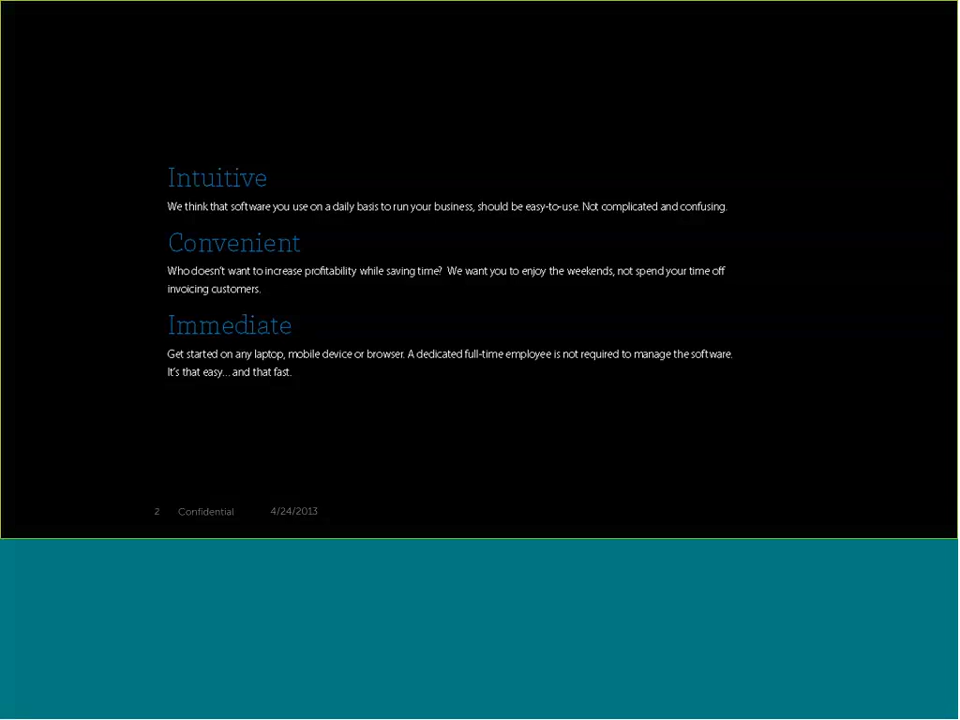 Intuitive
We think that software you use on a daily basis to run your business, should be easy-to-use. Not complicated and confusing.
Convenient
Who doesn't want to increase profitability while saving time?  We want you to enjoy the weekends, not spend your time off
invoicing customers.
Immediate
Get started on any laptop, mobile device or browser. A dedicated full-time employee is not required to manage the software.
It's that easy... and that fast.
2 Confidential 4/24/2013